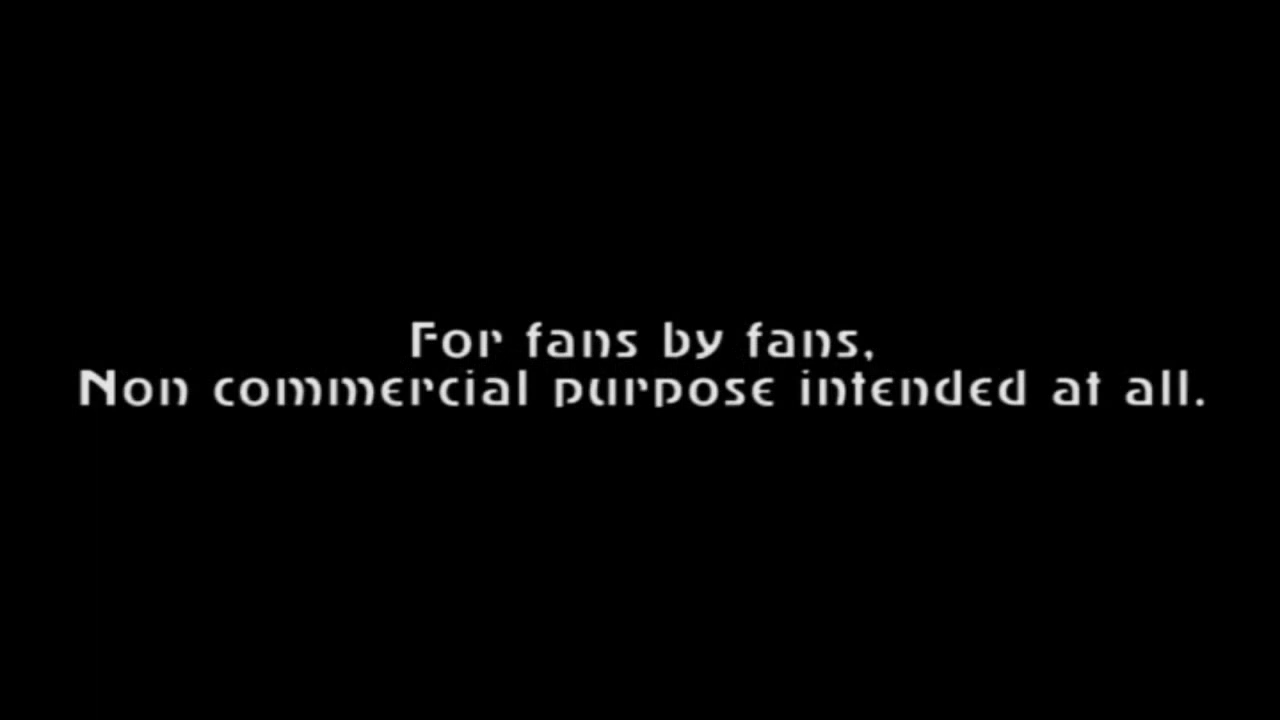 For fans by fans,
Non commercial purpose intended at all.